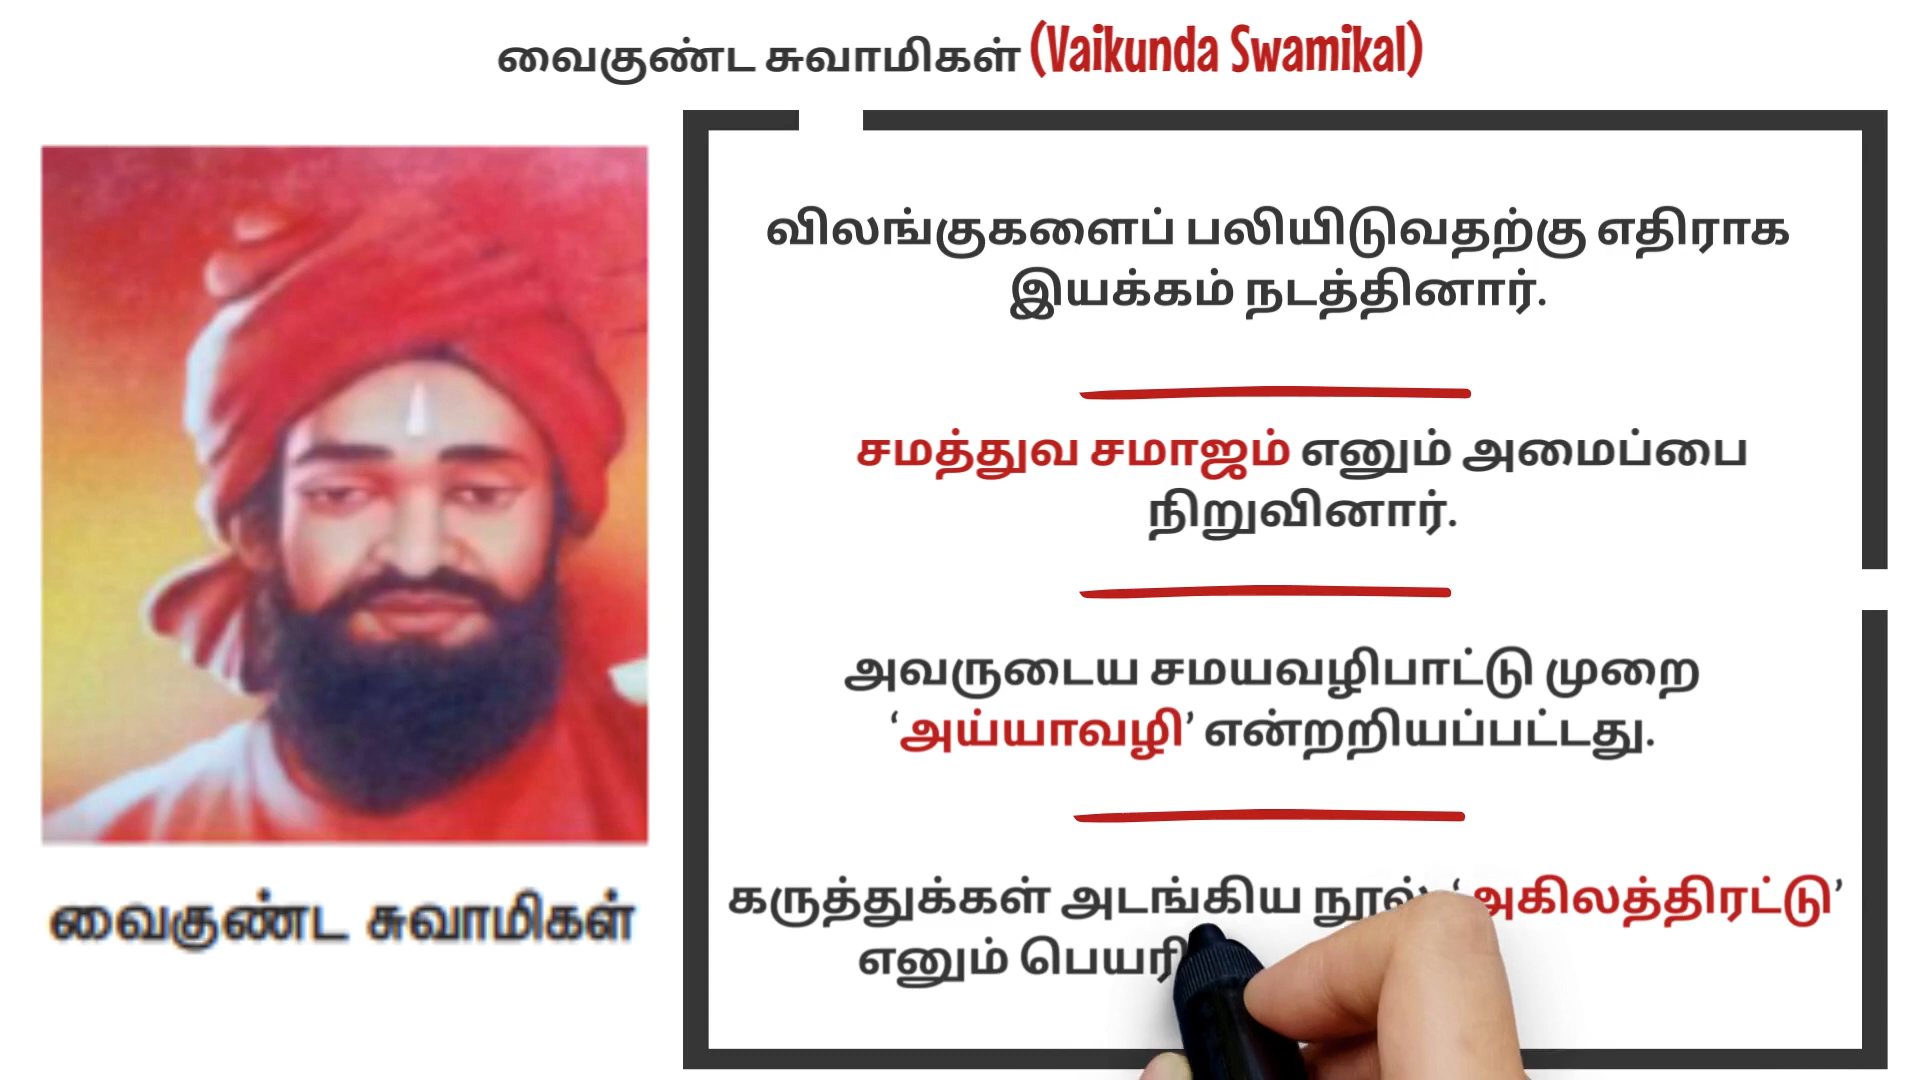 வைகுண்ட சுவாமிகள் (Vaikunda Swamikal)
விலங்குகளைப் பலியிடுவதற்கு எதிராக
இயக்கம் நடத்தினார்.
சமத்துவ சமாஜம் எனும் அமைப்பை
நிறுவினார்.
அவருடைய சமயவழிபாட்டு முறை
‘அய்யாவழி’ என்றறியப்பட்டது.
கருத்துக்கள் அடங்கிய நூல் ‘அகிலத்திரட்டு’
எனும்
வைகுண்ட சுவாமிகள்